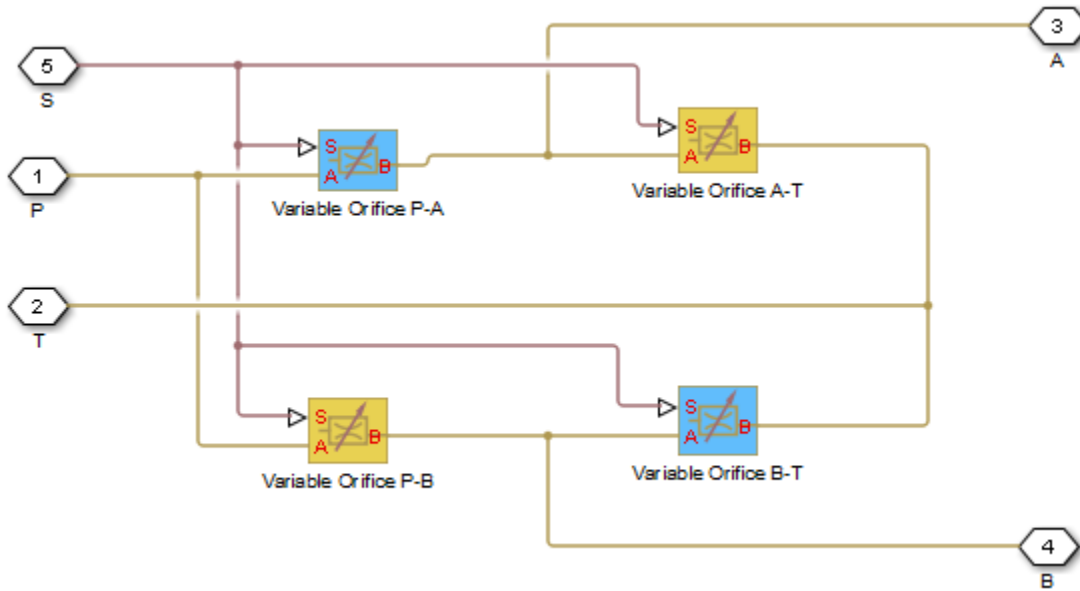 3
A
5
S
S
A
B
Variable Orifice P-A
S
A
B
Variable Orifice A-T
1
P
2
T
S
A
B
Variable Orifice P-B
S
A
B
Variable Orifice B-T
4
B